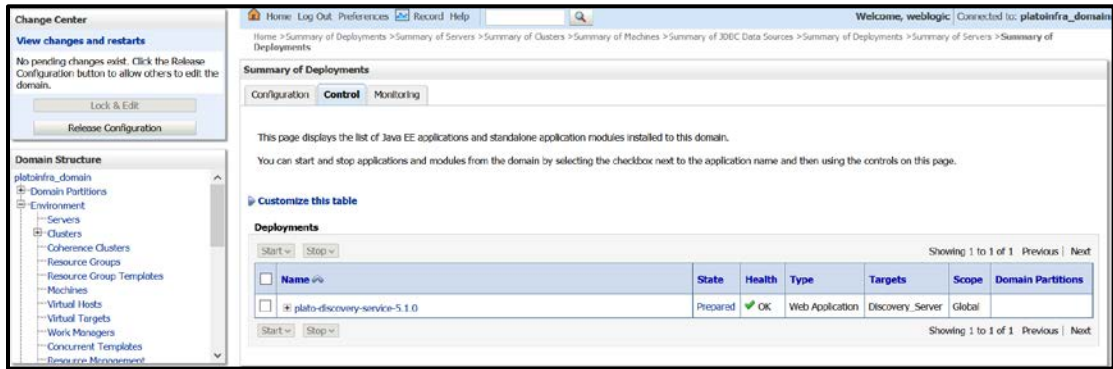 Change Center
View changes and restarts
No pending changes exist. Click the Release
Configuration button to allow others to edit the
domain.
Lock & Edit
Release Configuration
Domain Structure
platoinfra_domain
Domain Partitions
Environment
Servers
Clusters
Coherence Clusters
Resource Groups
Resource Group Templates
Machines
Virtual Hosts
Virtual Targets
Work Managers
Concurrent Templates
Resource Management
Home Log Out Preferences Record Help
Welcome, weblogic Connected to: platoinfra_domain
Home >Summary of Deployments >Summary of Servers >Summary of Clusters >Summary of Machines >Summary of JDBC Data Sources >Summary of Deployments >Summary of Servers >Summary of
Deployments
Summary of Deployments
Configuration Control Monitoring
This page displays the list of Java EE applications and standalone application modules installed to this domain.
You can start and stop applications and modules from the domain by selecting the checkbox next to the application name and then using the controls on this page.
Customize this table
Deployments
Start Stop Showing 1 to 1 of 1 Previous | Next
Name State Health Type Targets Scope Domain Partitions
plato-discovery-service-5.1.0 Prepared OK Web Application Discovery_Server Global
Start Stop Showing 1 to 1 of 1 Previous | Next